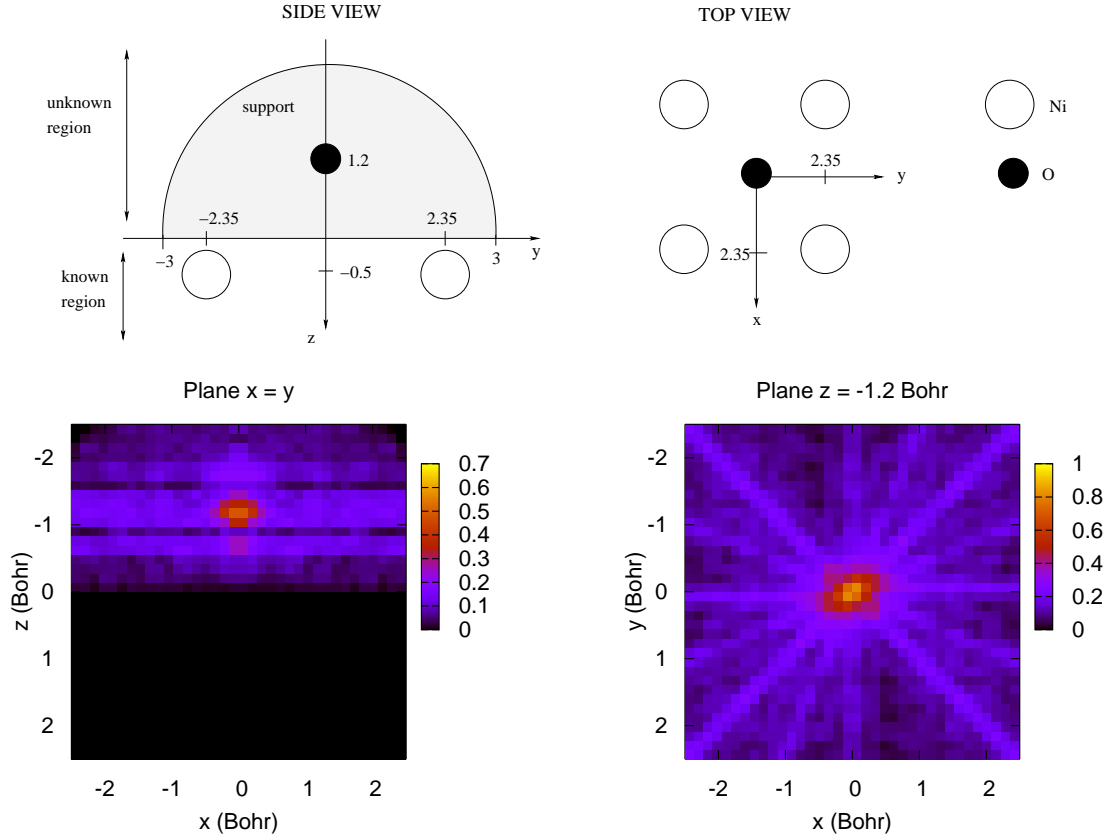 SIDE VIEW
TOP VIEW
unknown
region
support
1.2
−2.35
2.35
−3
3
y
known
region
−0.5
z
Ni
2.35
y
O
2.35
x
Plane x = y
-2
-1
0
1
2
z (Bohr)
-2 -1 0 1 2
x (Bohr)
0.7
0.6
0.5
0.4
0.3
0.2
0.1
0
Plane z = -1.2 Bohr
-2
-1
0
1
2
y (Bohr)
-2 -1 0 1 2
x (Bohr)
1
0.8
0.6
0.4
0.2
0